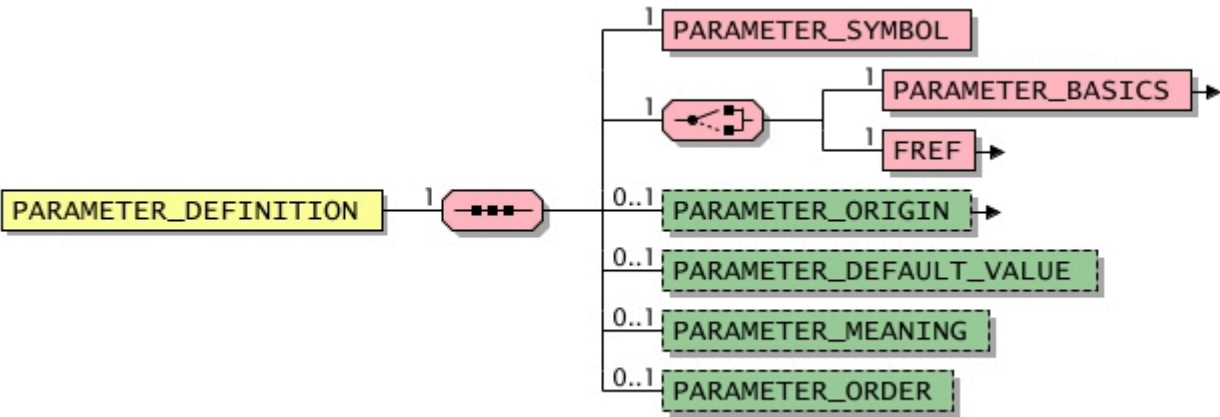 1 PARAMETER_SYMBOL
1 PARAMETER_BASICS
1
1 FREF
PARAMETER_DEFINITION 1
0..1 PARAMETER_ORIGIN
0..1 PARAMETER_DEFAULT_VALUE
0..1 PARAMETER_MEANING
0..1 PARAMETER_ORDER